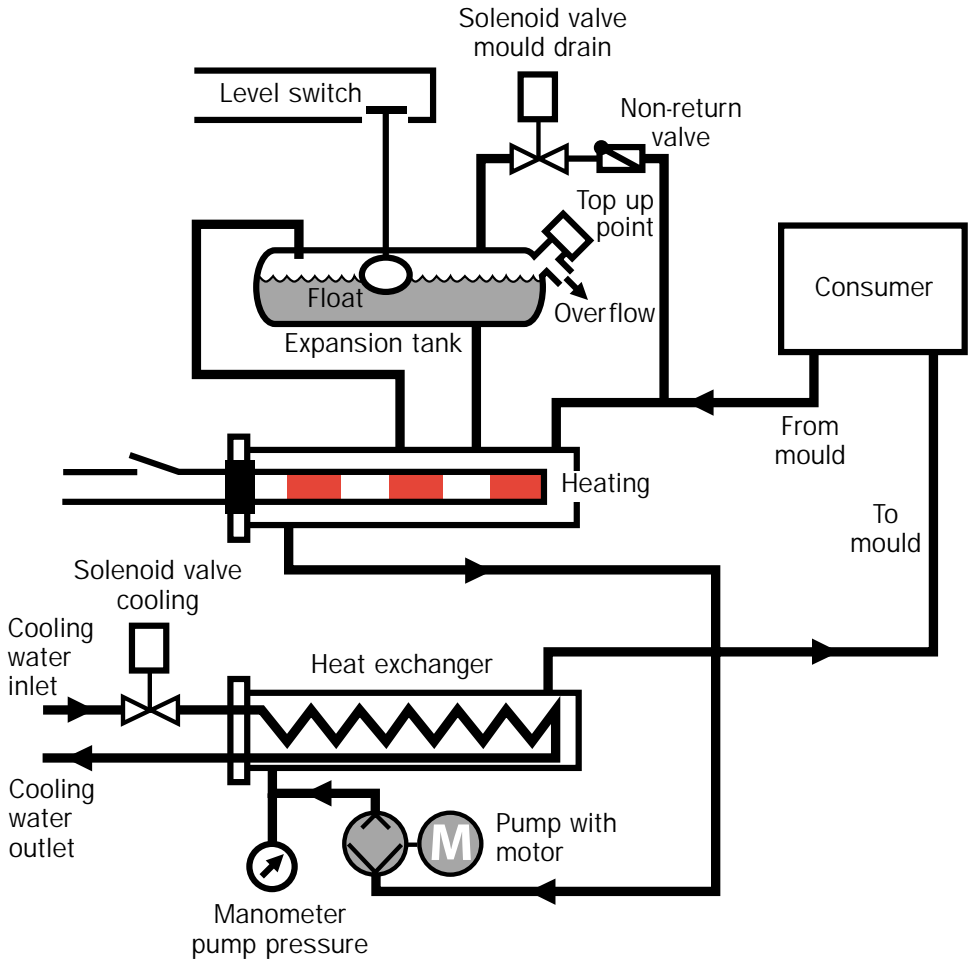 Solenoid valve
mould drain
Level switch
Non-return
valve
Top up
point
Float
Overflow
Consumer
Expansion tank
From
mould
Heating
To
mould
Solenoid valve
cooling
Cooling
water
inlet
Heat exchanger
Cooling
water
outlet
Pump with
motor
M
Manometer
pump pressure